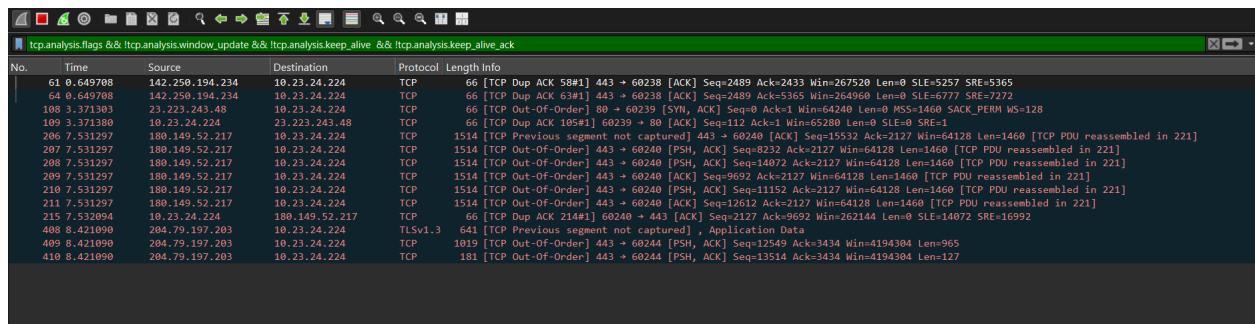 tcp.analysis.flags && !tcp.analysis.window_update && !tcp.analysis.keep_alive && !tcp.analysis.keep_alive_ack
No. Time Source Destination Protocol Length Info
61 0.649708 142.250.194.234 10.23.24.224 TCP 66 [TCP Dup ACK 58#1] 443 → 60238 [ACK] Seq=2489 Ack=2433 Win=267520 Len=0 SLE=5257 SRE=5365
64 0.649708 142.250.194.234 10.23.24.224 TCP 66 [TCP Dup ACK 63#1] 443 → 60238 [ACK] Seq=2489 Ack=5365 Win=264960 Len=0 SLE=6777 SRE=7272
108 3.371303 23.223.243.48 10.23.24.224 TCP 66 [TCP Out-Of-Order] 80 → 60239 [SYN, ACK] Seq=0 Ack=1 Win=64240 Len=0 MSS=1460 SACK_PERM WS=128
109 3.371380 10.23.24.224 23.223.243.48 TCP 66 [TCP Dup ACK 105#1] 60239 → 80 [ACK] Seq=112 Ack=1 Win=65280 Len=0 SLE=0 SRE=1
206 7.531297 180.149.52.217 10.23.24.224 TCP 1514 [TCP Previous segment not captured] 443 → 60240 [ACK] Seq=15532 Ack=2127 Win=64128 Len=1460 [TCP PDU reassembled in 221]
207 7.531297 180.149.52.217 10.23.24.224 TCP 1514 [TCP Out-Of-Order] 443 → 60240 [PSH, ACK] Seq=8232 Ack=2127 Win=64128 Len=1460 [TCP PDU reassembled in 221]
208 7.531297 180.149.52.217 10.23.24.224 TCP 1514 [TCP Out-Of-Order] 443 → 60240 [PSH, ACK] Seq=14072 Ack=2127 Win=64128 Len=1460 [TCP PDU reassembled in 221]
209 7.531297 180.149.52.217 10.23.24.224 TCP 1514 [TCP Out-Of-Order] 443 → 60240 [ACK] Seq=9692 Ack=2127 Win=64128 Len=1460 [TCP PDU reassembled in 221]
210 7.531297 180.149.52.217 10.23.24.224 TCP 1514 [TCP Out-Of-Order] 443 → 60240 [PSH, ACK] Seq=11152 Ack=2127 Win=64128 Len=1460 [TCP PDU reassembled in 221]
211 7.531297 180.149.52.217 10.23.24.224 TCP 1514 [TCP Out-Of-Order] 443 → 60240 [ACK] Seq=12612 Ack=2127 Win=64128 Len=1460 [TCP PDU reassembled in 221]
215 7.532094 10.23.24.224 180.149.52.217 TCP 66 [TCP Dup ACK 214#1] 60240 → 443 [ACK] Seq=2127 Ack=9692 Win=262144 Len=0 SLE=14072 SRE=16992
408 8.421090 204.79.197.203 10.23.24.224 TLSv1.3 641 [TCP Previous segment not captured] , Application Data
409 8.421090 204.79.197.203 10.23.24.224 TCP 1019 [TCP Out-Of-Order] 443 → 60244 [PSH, ACK] Seq=12549 Ack=3434 Win=4194304 Len=965
410 8.421090 204.79.197.203 10.23.24.224 TCP 181 [TCP Out-Of-Order] 443 → 60244 [PSH, ACK] Seq=13514 Ack=3434 Win=4194304 Len=127